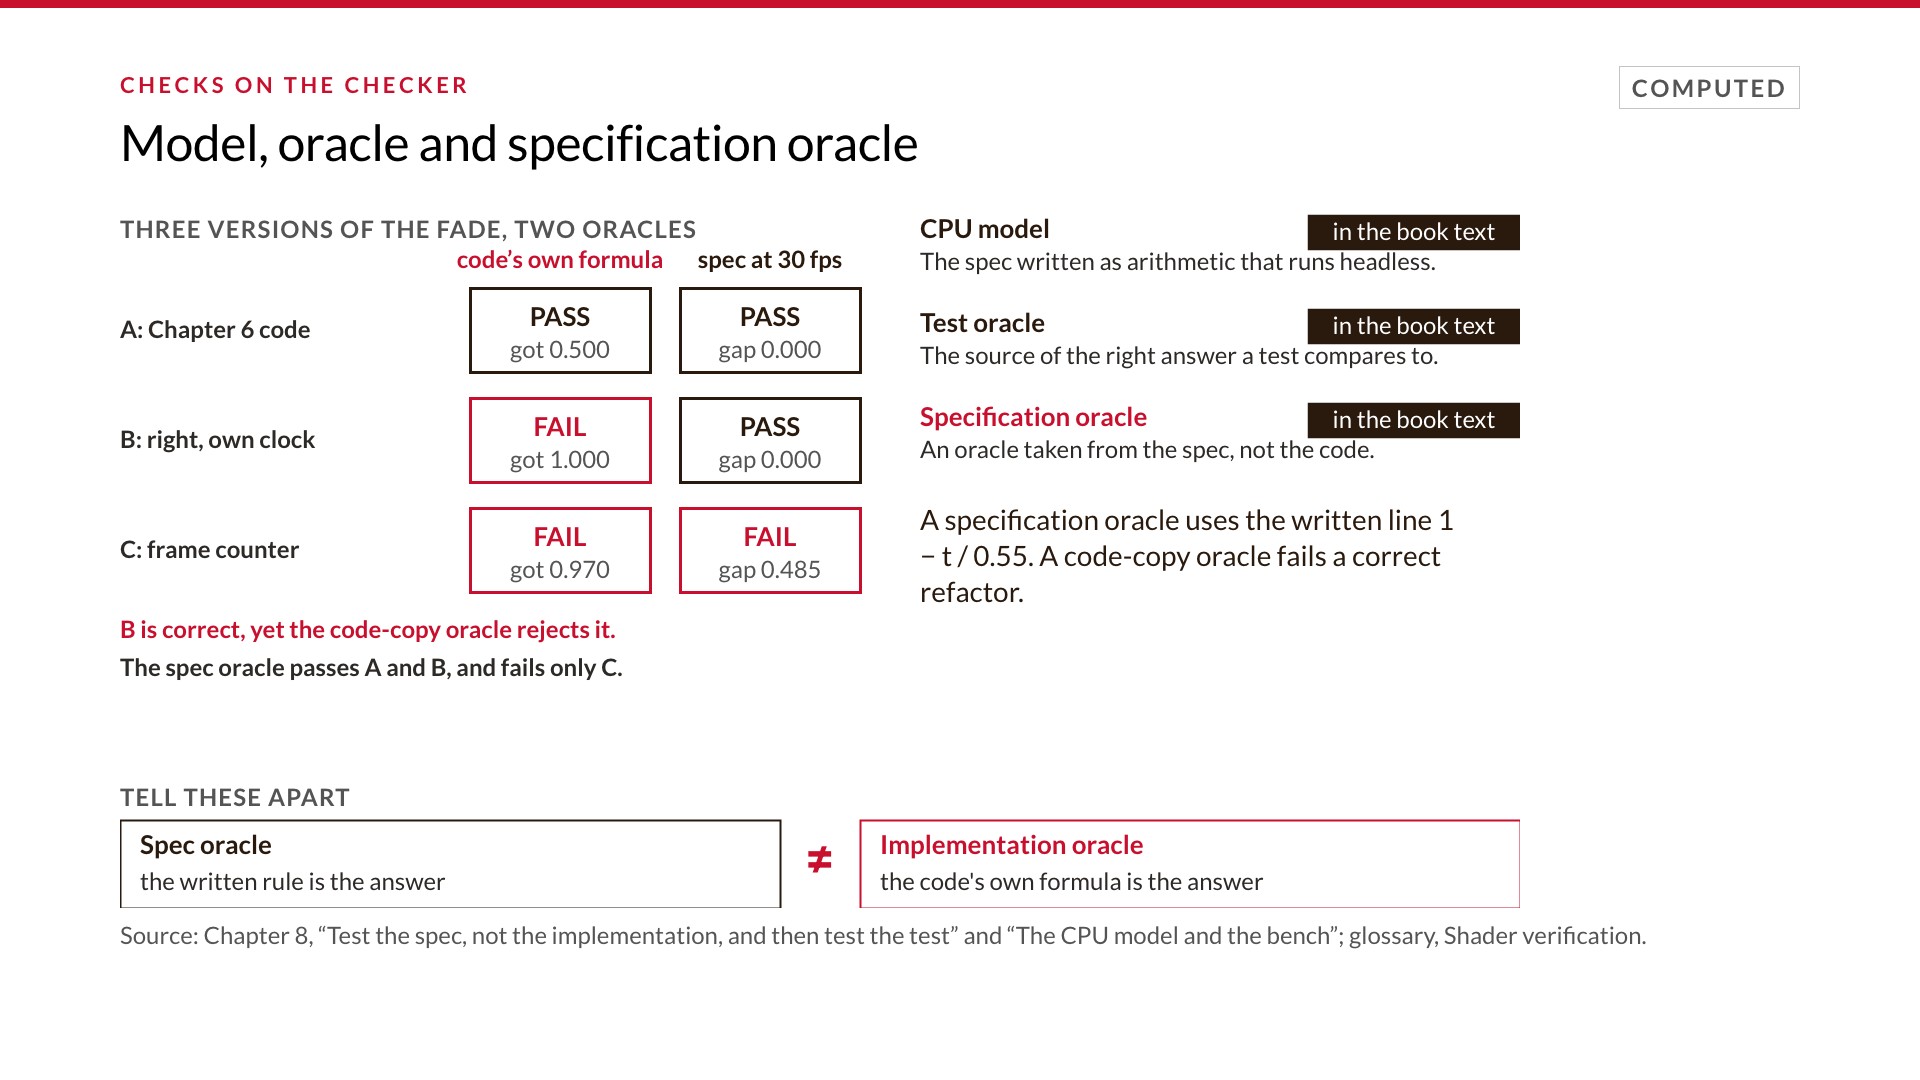 CHECKS ON THE CHECKER
COMPUTED
Model, oracle and specification oracle
THREE VERSIONS OF THE FADE, TWO ORACLES
code’s own formula
spec at 30 fps
A: Chapter 6 code
PASS
got 0.500
PASS
gap 0.000
B: right, own clock
FAIL
got 1.000
PASS
gap 0.000
C: frame counter
FAIL
got 0.970
FAIL
gap 0.485
B is correct, yet the code-copy oracle rejects it.
The spec oracle passes A and B, and fails only C.
CPU model
in the book text
The spec written as arithmetic that runs headless.
Test oracle
in the book text
The source of the right answer a test compares to.
Specification oracle
in the book text
An oracle taken from the spec, not the code.
A specification oracle uses the written line 1
− t / 0.55. A code-copy oracle fails a correct
refactor.
TELL THESE APART
Spec oracle
the written rule is the answer
≠
Implementation oracle
the code's own formula is the answer
Source: Chapter 8, “Test the spec, not the implementation, and then test the test” and “The CPU model and the bench”; glossary, Shader verification.